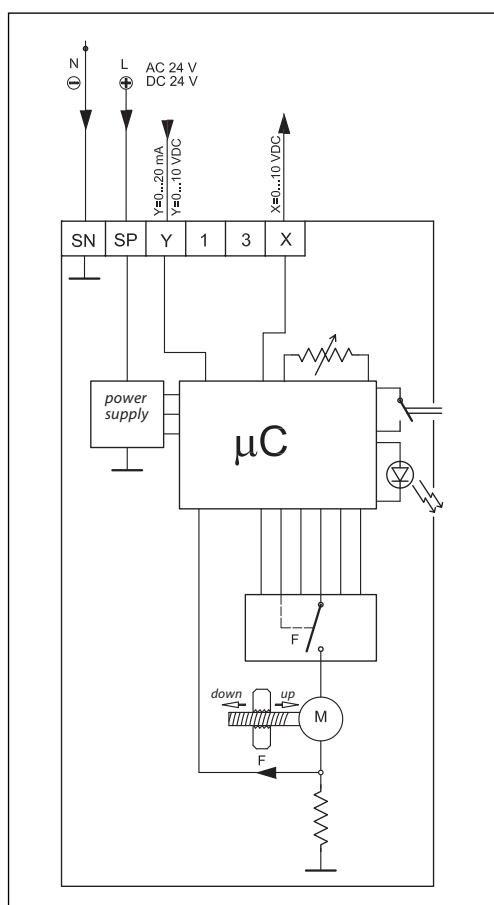 N
L
AC 24 V
DC 24 V
Y=0...20 mA
Y=0...10 VDC
X=0...10 VDC
SN SP Y 1 3 X
power
supply
µC
F
down
up
M
F